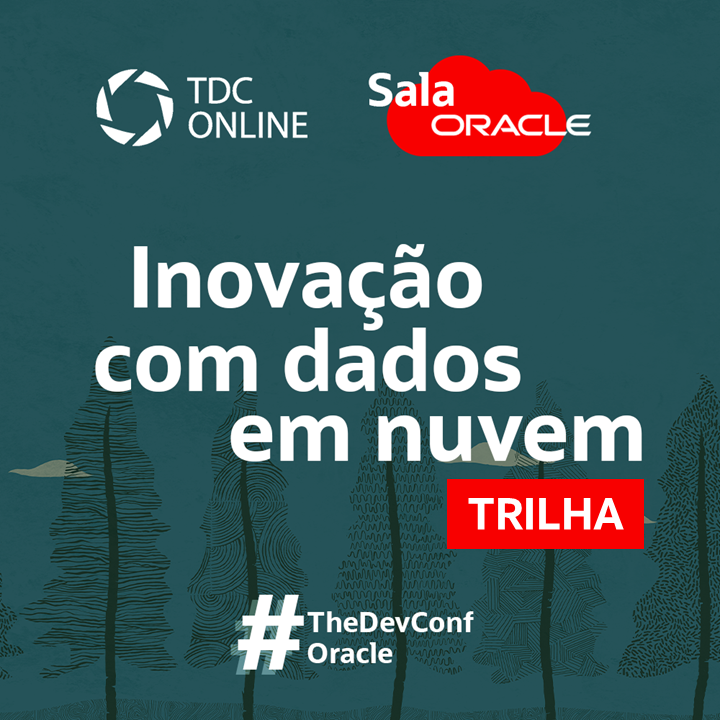 TDC
ONLINE
Sala
ORACLE
Inovação
com dados
em nuvem
TRILHA
#TheDevConf
Oracle